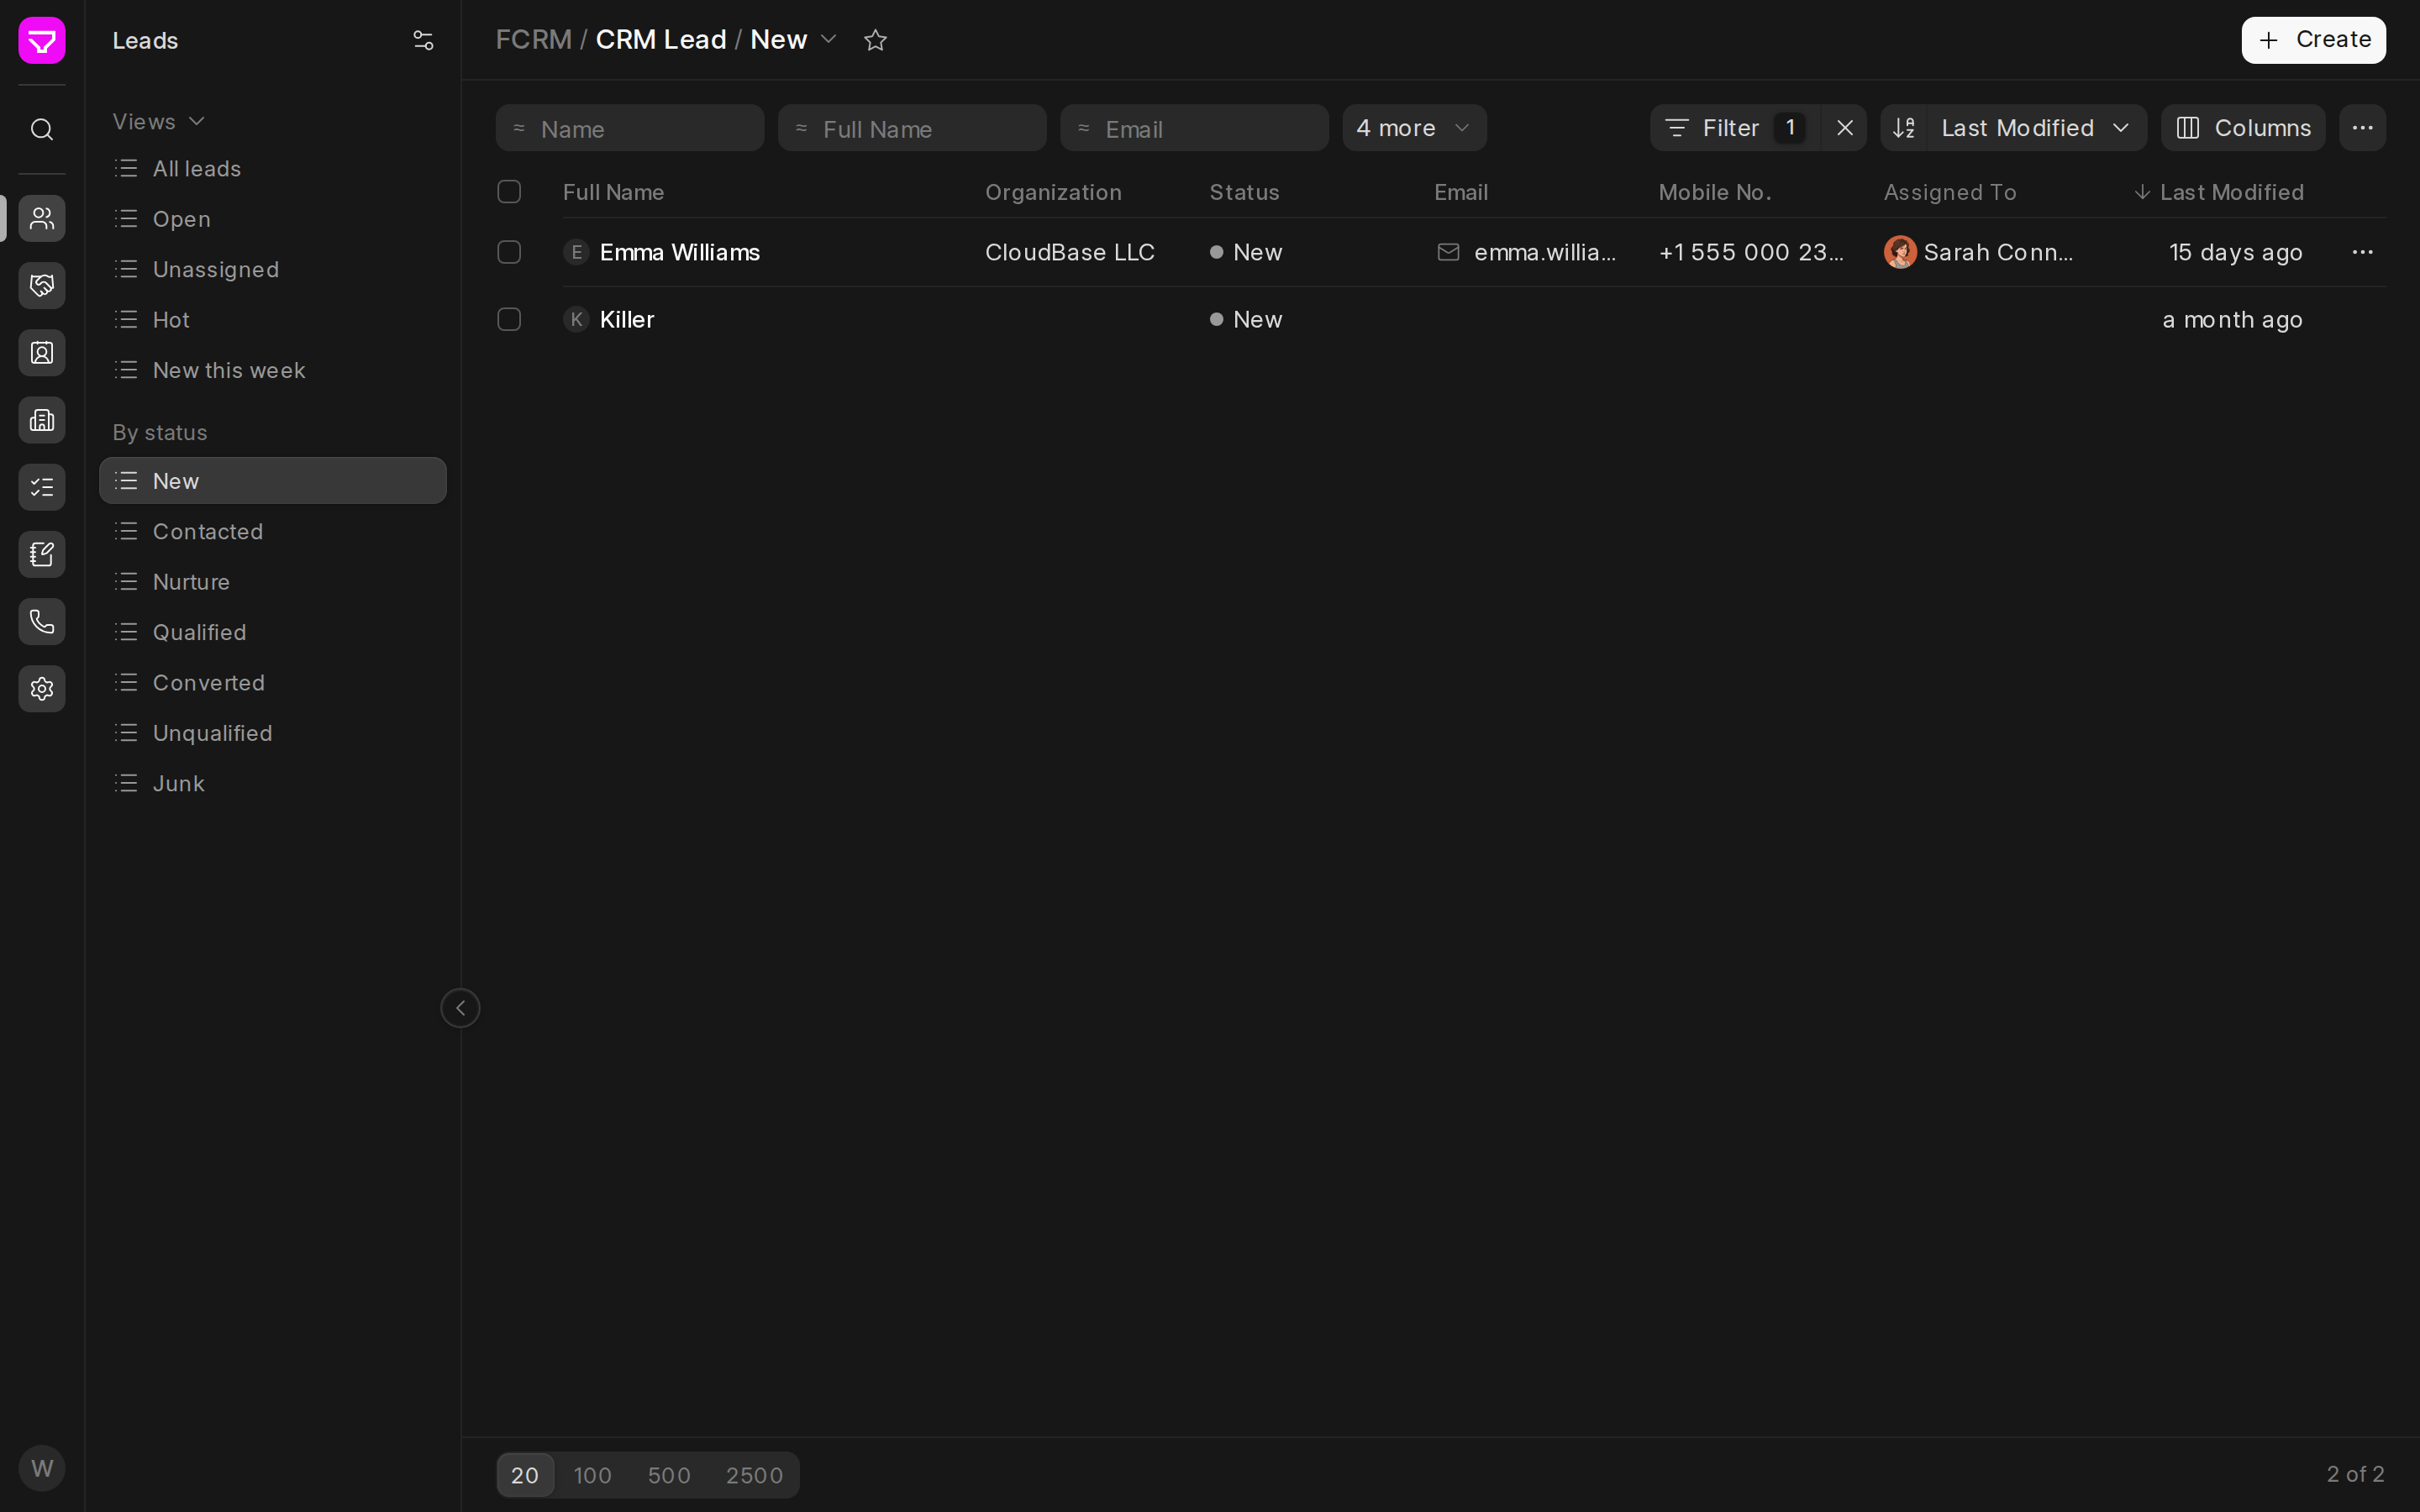 Leads
Views
All leads
Open
Unassigned
Hot
New this week
By status
New
Contacted
Nurture
Qualified
Converted
Unqualified
Junk
W
FCRM / CRM Lead / New
Create
≈ Name
≈ Full Name
≈ Email
4 more
Filter 1
Last Modified
Columns
Full Name Organization Status Email Mobile No. Assigned To Last Modified
E Emma Williams CloudBase LLC New emma.willia... +1 555 000 23... Sarah Conn... 15 days ago
K Killer New a month ago
20 100 500 2500
2 of 2